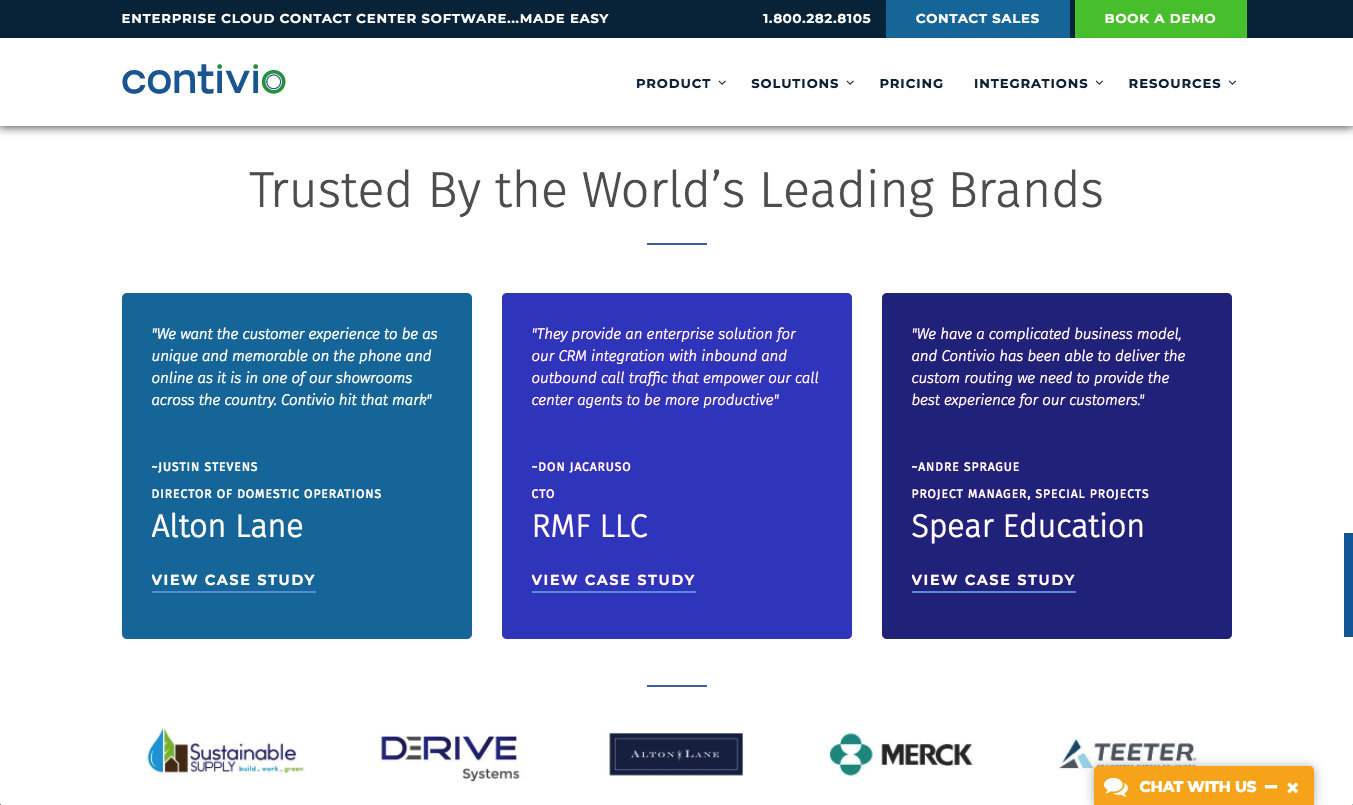 ENTERPRISE CLOUD CONTACT CENTER SOFTWARE...MADE EASY
1.800.282.8105
CONTACT SALES
BOOK A DEMO
contivio
PRODUCT
SOLUTIONS
PRICING
INTEGRATIONS
RESOURCES
Trusted By the World’s Leading Brands
"We want the customer experience to be as
unique and memorable on the phone and
online as it is in one of our showrooms
across the country. Contivio hit that mark"
~JUSTIN STEVENS
DIRECTOR OF DOMESTIC OPERATIONS
Alton Lane
VIEW CASE STUDY
"They provide an enterprise solution for
our CRM integration with inbound and
outbound call traffic that empower our call
center agents to be more productive"
~DON JACARUSO
CTO
RMF LLC
VIEW CASE STUDY
"We have a complicated business model,
and Contivio has been able to deliver the
custom routing we need to provide the
best experience for our customers."
~ANDRE SPRAGUE
PROJECT MANAGER, SPECIAL PROJECTS
Spear Education
VIEW CASE STUDY
Sustainable
SUPPLY build . work . green
DERIVE
Systems
ALTON LANE
MERCK
TEETER
CHAT WITH US